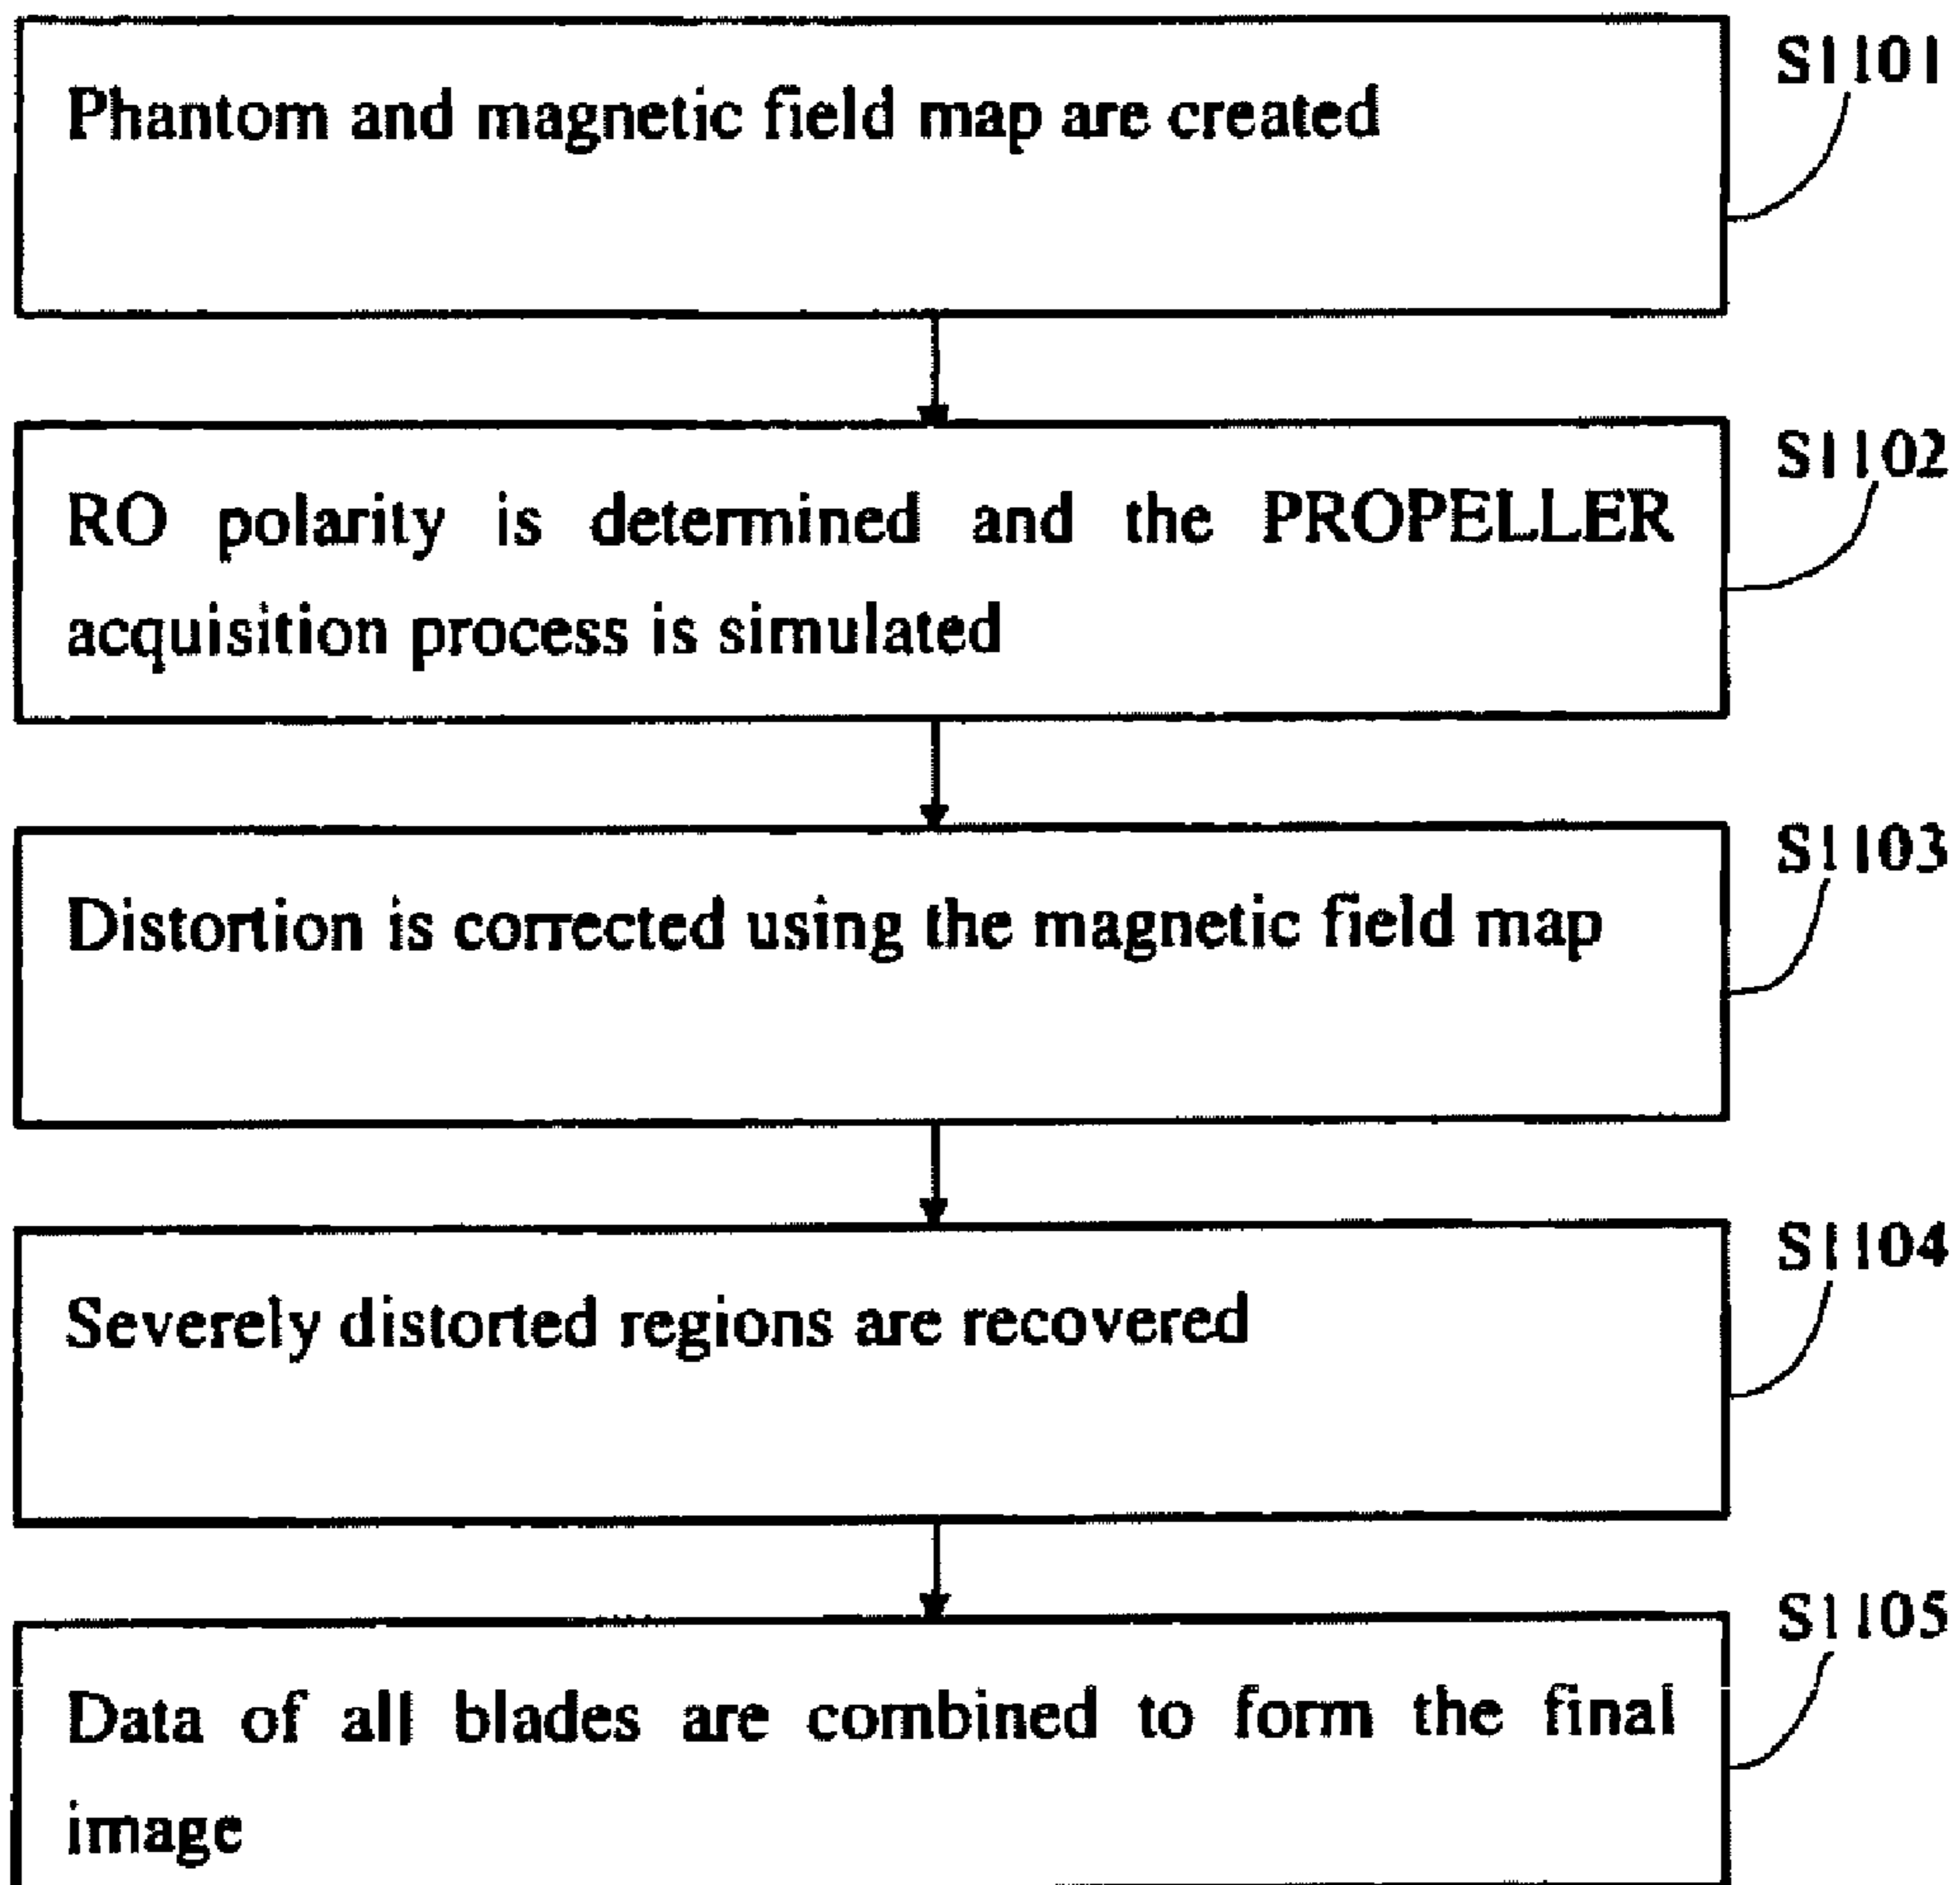 Phantom and magnetic field map are created
S1101
RO polarity is determined and the PROPELLER
acquisition process is simulated
S1102
Distortion is corrected using the magnetic field map
S1103
Severely distorted regions are recovered
S1104
Data of all blades are combined to form the final
image
S1105